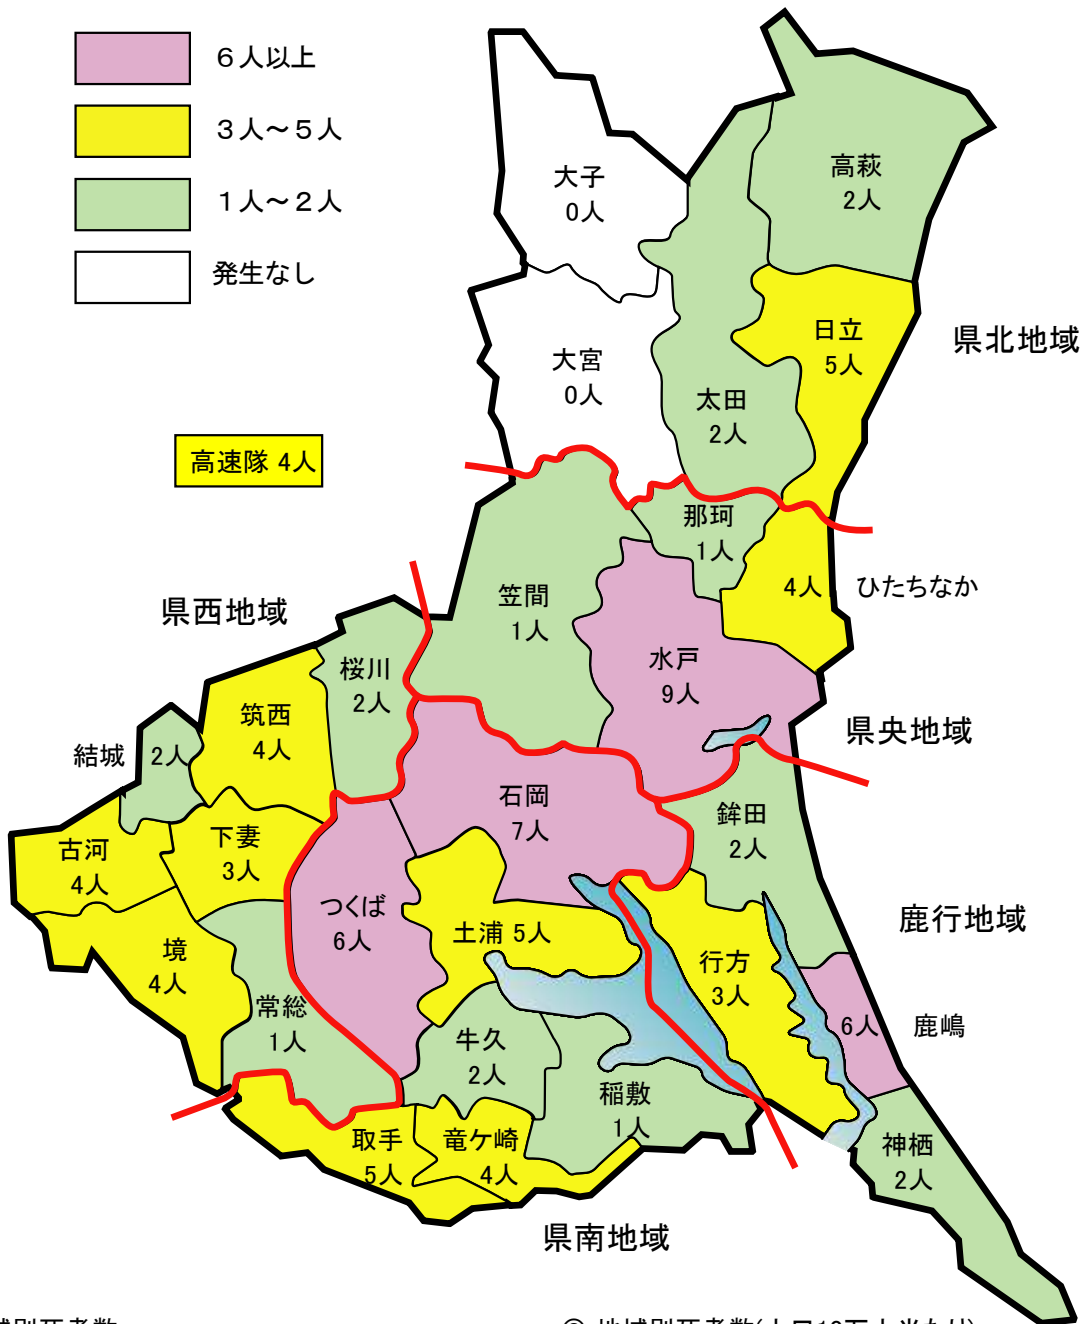 ６人以上
３人～５人
１人～２人
発生なし
大子
0人
高萩
2人
日立
5人
県北地域
大宮
0人
太田
2人
高速隊 4人
那珂
1人
4人 ひたちなか
笠間
1人
県西地域
水戸
9人
桜川
2人
筑西
4人
結城 2人
県央地域
石岡
7人
鉾田
2人
下妻
3人
古河
4人
つくば
6人
土浦 5人
鹿行地域
境
4人
行方
3人
常総
1人
6人 鹿嶋
牛久
2人
稲敷
1人
取手
5人
竜ケ崎
4人
神栖
2人
県南地域